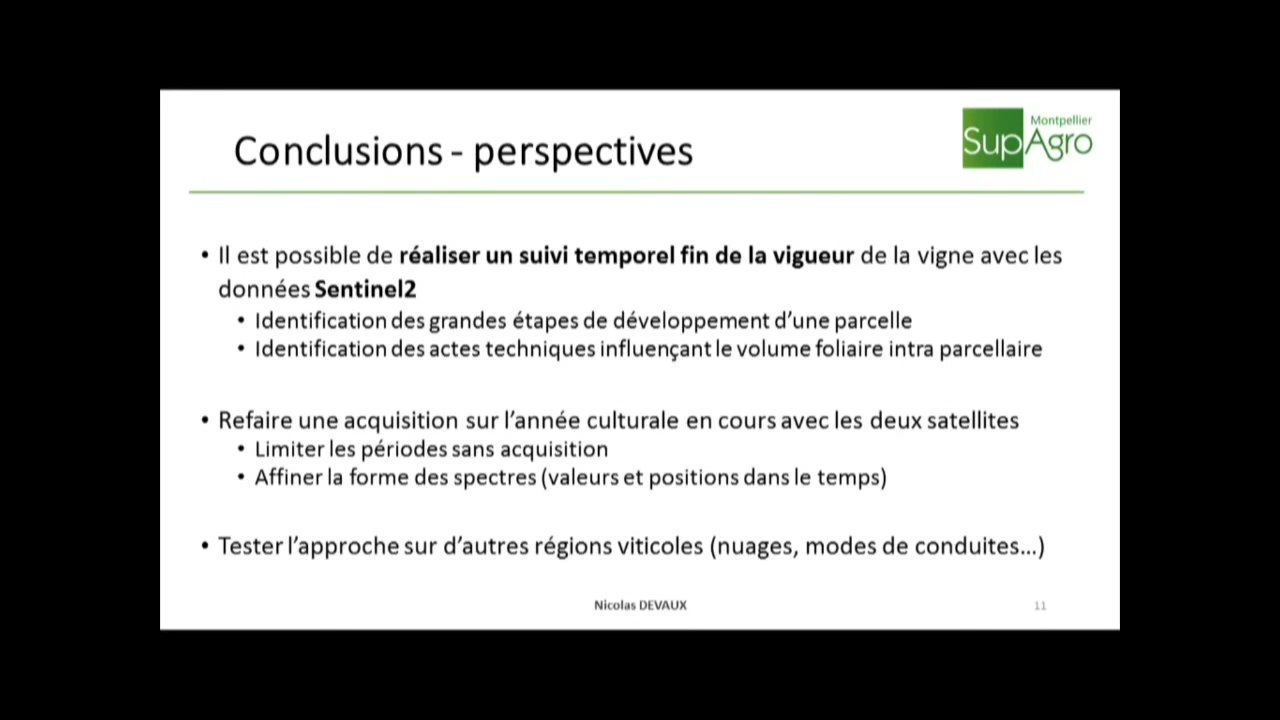 Conclusions - perspectives
Montpellier
SupAgro
• Il est possible de réaliser un suivi temporel fin de la vigueur de la vigne avec les
données Sentinel2
• Identification des grandes étapes de développement d'une parcelle
• Identification des actes techniques influençant le volume foliaire intra parcellaire
• Refaire une acquisition sur l'année culturale en cours avec les deux satellites
• Limiter les périodes sans acquisition
• Affiner la forme des spectres (valeurs et positions dans le temps)
• Tester l'approche sur d'autres régions viticoles (nuages, modes de conduites...)
Nicolas DEVAUX
11